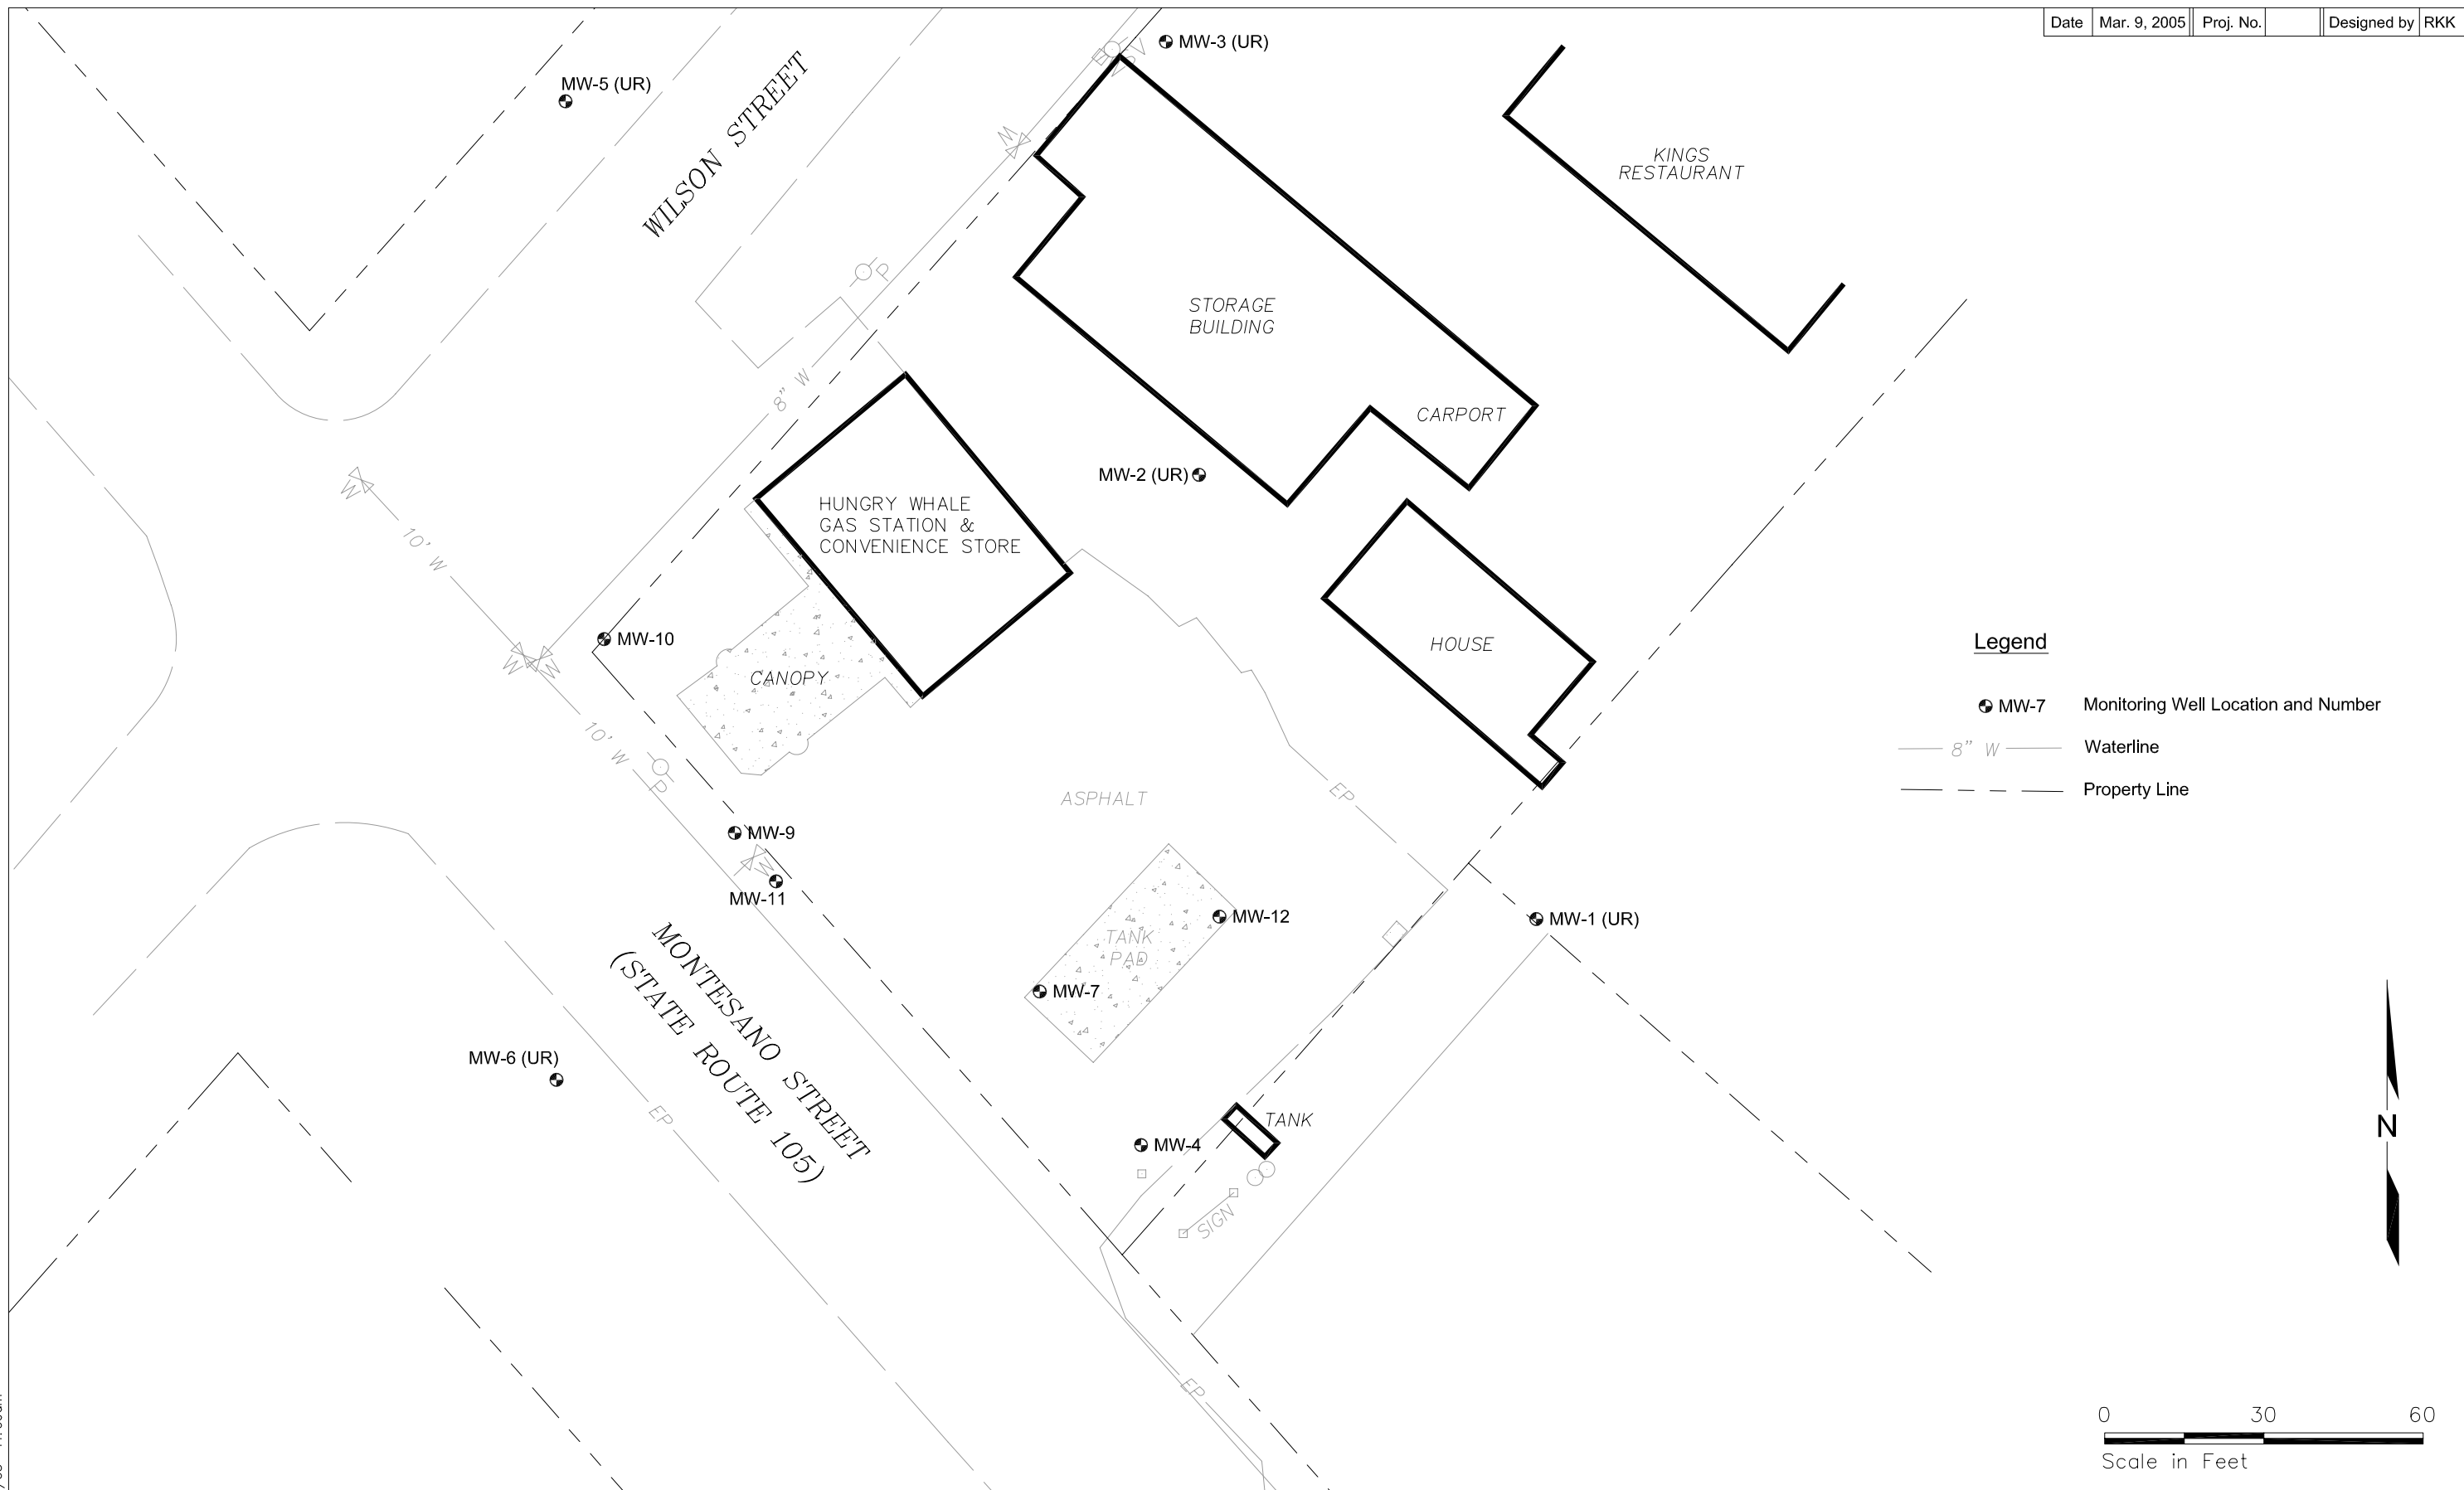 Date Mar. 9, 2005 Proj. No. Designed by RKK
MW-3 (UR)
MW-5 (UR)
WILSON STREET
W
P
KINGS
RESTAURANT
STORAGE
BUILDING
8" W
CARPORT
MW-2 (UR)
W
10' W
HUNGRY WHALE
GAS STATION &
CONVENIENCE STORE
MW-10
W
W
CANOPY
HOUSE
Legend
MW-7 Monitoring Well Location and Number
8" W Waterline
Property Line
10' W
P
ASPHALT
EP
MW-9
W
MW-11
MW-12
MW-1 (UR)
TANK
PAD
MW-7
MONTESANO STREET
(STATE ROUTE 105)
MW-6 (UR)
EP
TANK
MW-4
SIGN
N
EP
0 30 60
Scale in Feet